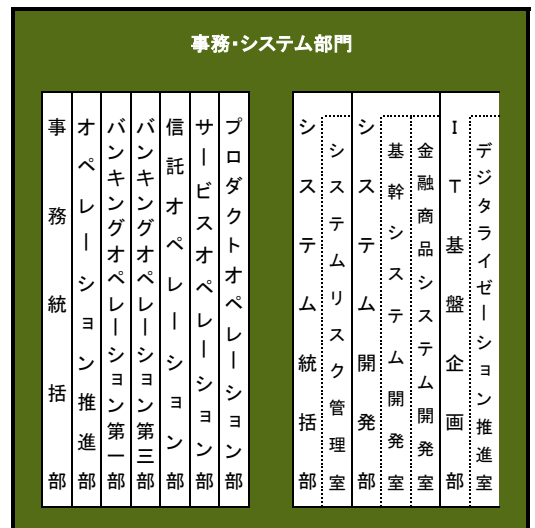 事務・システム部門
事務統括部
オペレーション推進部
バンキングオペレーション第一部
バンキングオペレーション第三部
信託オペレーション部
サービスオペレーション部
プロダクトオペレーション部
システム統括部
システムリスク管理室
システム開発部
基幹システム開発室
金融商品システム開発室
IT基盤企画部
デジタライゼーション推進室